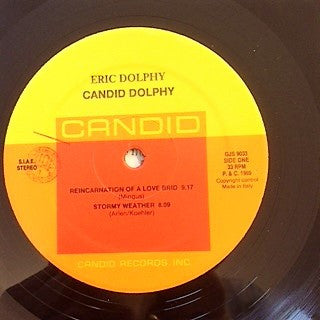 ERIC DOLPHY
CANDID DOLPHY
CANDID
S.I.A.E.
STEREO
GJS 9033
SIDE ONE
33 RPM
P. & C. 1989
Copyright control
Made in Italy
REINCARNATION OF A LOVE BIRD 9.17
(Mingus)
STORMY WEATHER 8.09
(Arlen/Koehler)
CANDID RECORDS INC.